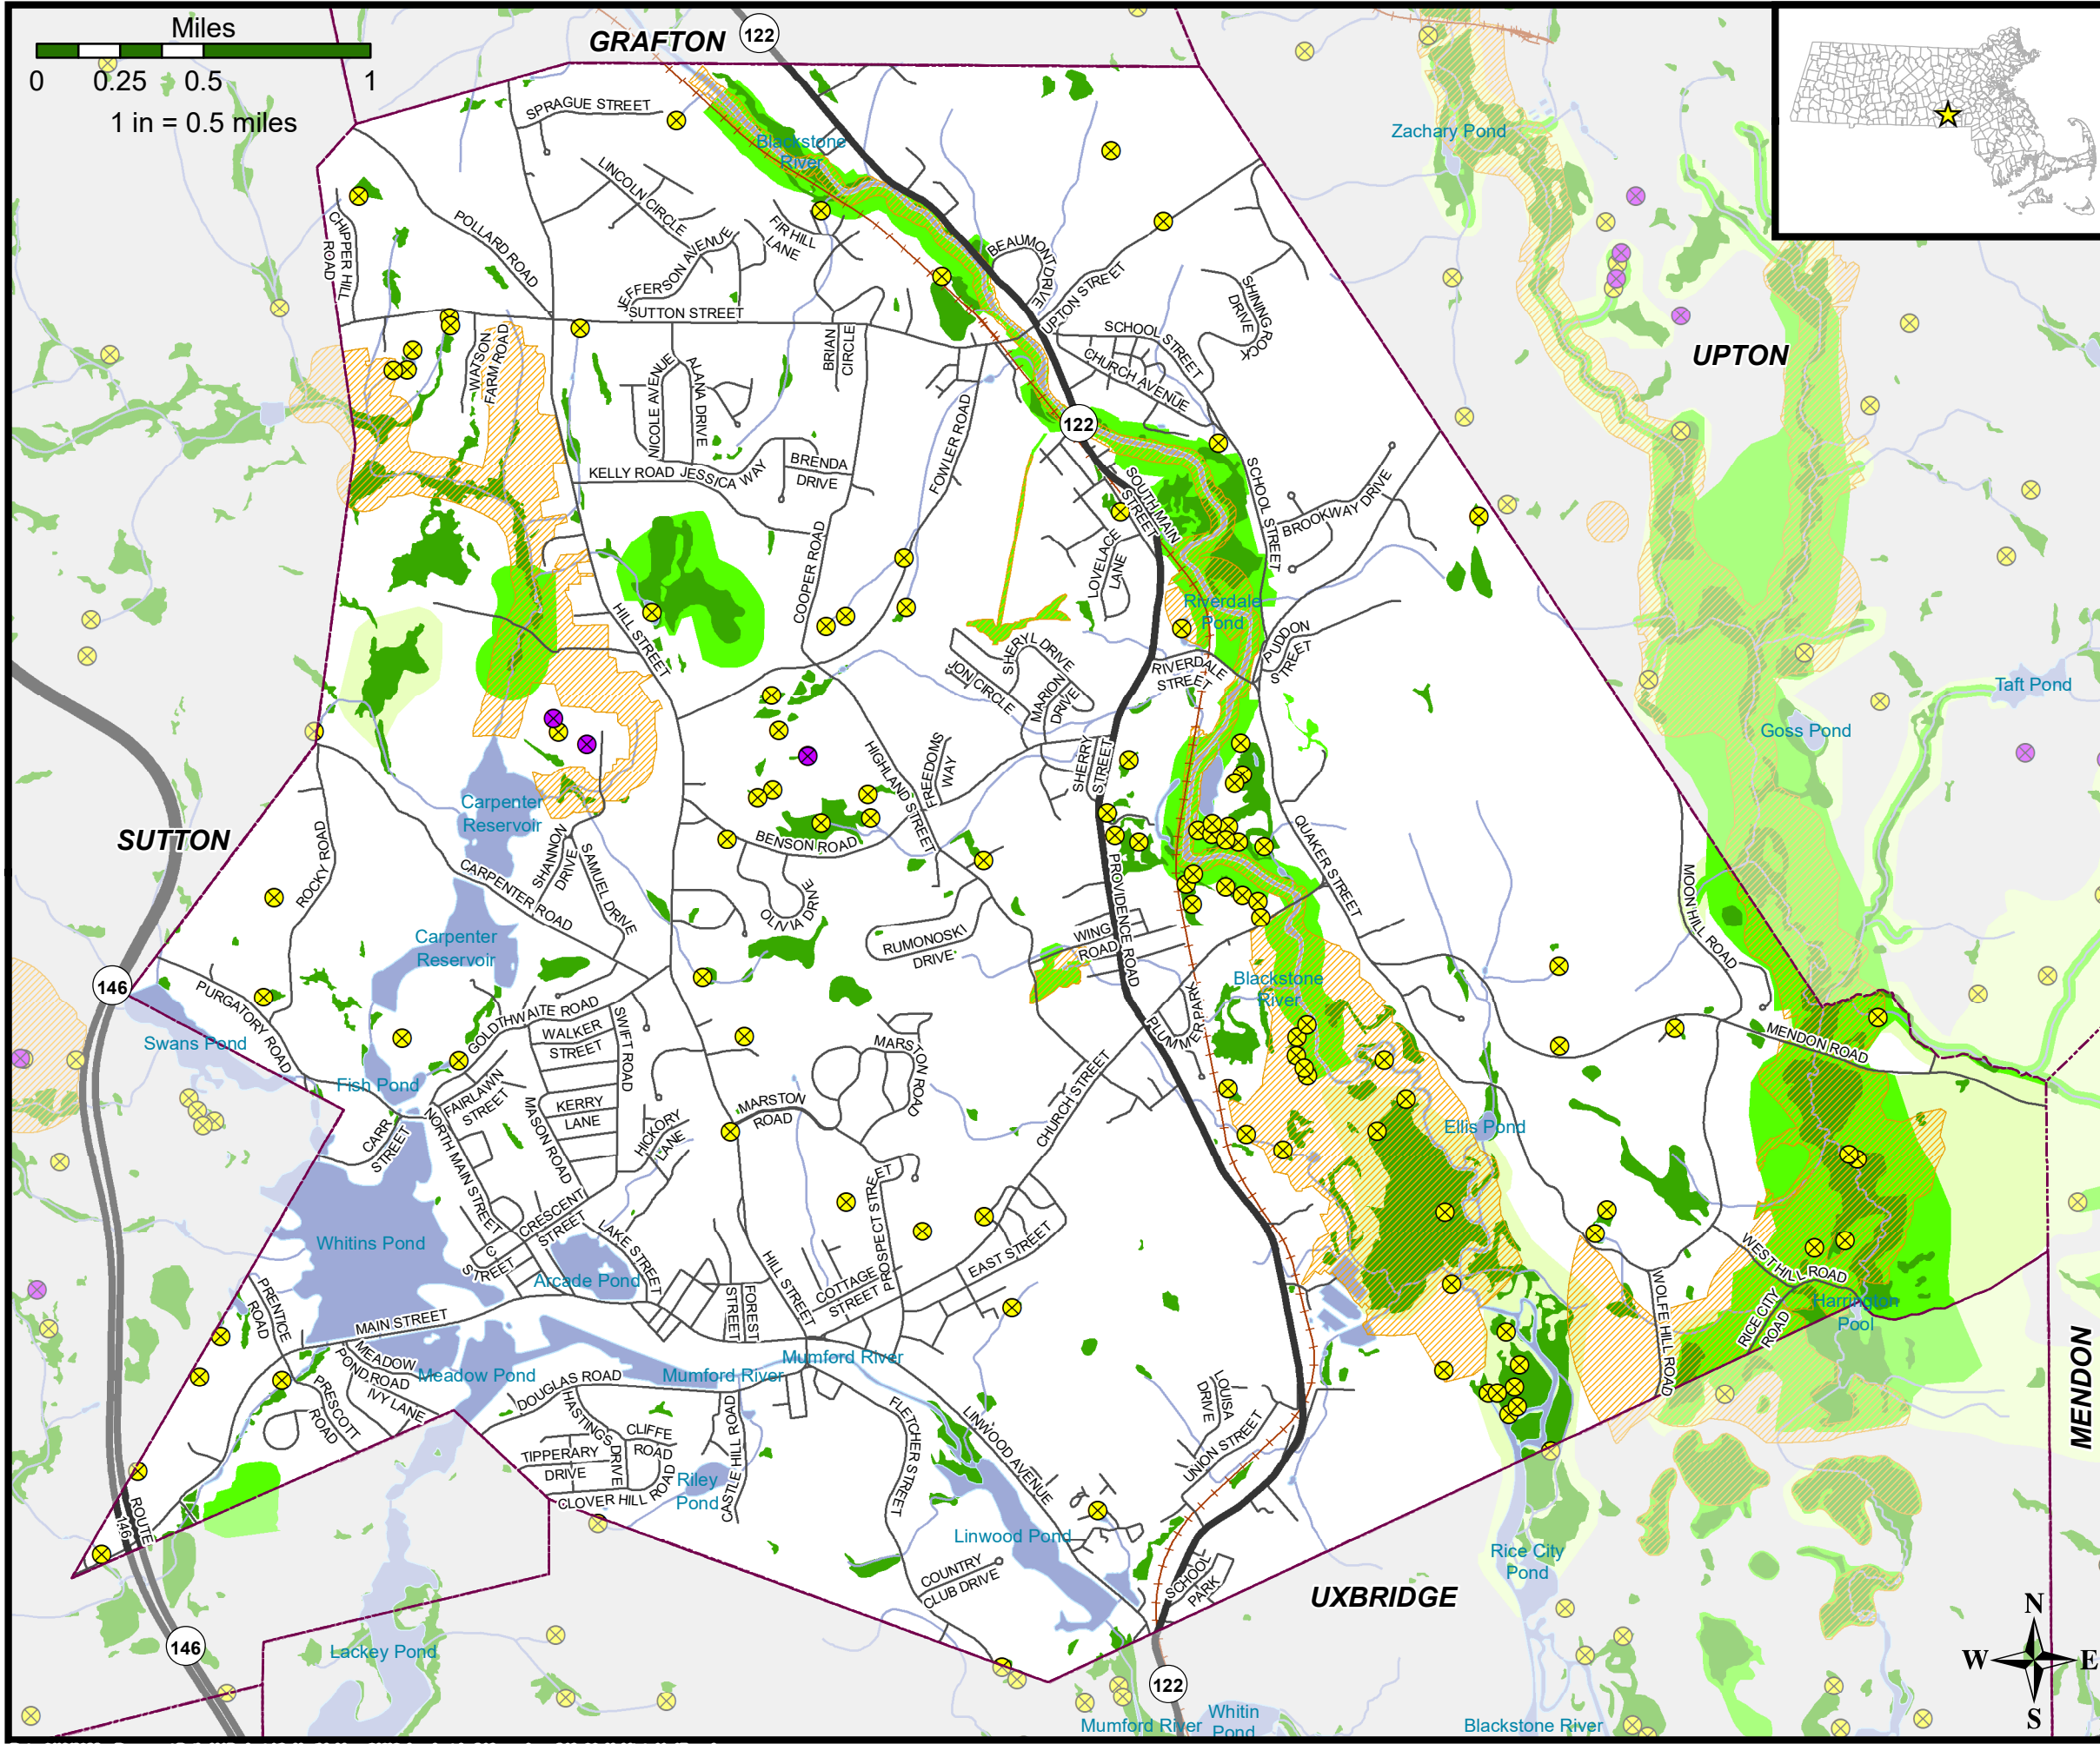 Miles
0 0.25 0.5 1
1 in = 0.5 miles
GRAFTON
122
SPRAGUE STREET
Blackstone
River
Zachary Pond
LINCOLN CIRCLE
POLLARD ROAD
CHIPPER HILL
ROAD
FIR HILL
LANE
JEFFERSON AVENUE
BEAUMONT DRIVE
UPTON STREET
SHINING ROCK
DRIVE
SUTTON STREET
SCHOOL STREET
CHURCH AVENUE
UPTON
WATSON
FARM ROAD
BRIAN
CIRCLE
NICOLE AVENUE
ALANA DRIVE
FOWLER ROAD
122
KELLY ROAD
JESSICA WAY
BRENDA
DRIVE
SOUTH MAIN
STREET
SCHOOL STREET
BROOKWAY DRIVE
COOPER ROAD
LOVELACE
LANE
HILL STREET
Riverdale
Pond
SHERYL DRIVE
JON CIRCLE
MARION
DRIVE
RIVERDALE
STREET
PUDDON
STREET
Taft Pond
Goss Pond
HIGHLAND STREET
FREEDOMS
WAY
SHERRY
STREET
Carpenter
Reservoir
SUTTON
BENSON ROAD
ROCKY ROAD
SHANNON
DRIVE
SAMUEL DRIVE
CARPENTER ROAD
QUAKER STREET
PROVIDENCE ROAD
MOON HILL ROAD
OLIVIA DRIVE
RUMONOSKI
DRIVE
WING
ROAD
Carpenter
Reservoir
146
PURGATORY ROAD
Swans Pond
Blackstone
River
GOLDTHWAITE ROAD
WALKER
STREET
SWIFT ROAD
PLUMMER PARK
MENDON ROAD
MARSTON ROAD
Fish Pond
FAIRLAWN
STREET
KERRY
LANE
MASON ROAD
HICKORY
LANE
MARSTON
ROAD
CHURCH STREET
Ellis Pond
CARR
STREET
NORTH MAIN STREET
CRESCENT
STREET
LAKE STREET
PROSPECT STREET
EAST STREET
Whitins Pond
C
STREET
Arcade Pond
HILL STREET
COTTAGE
STREET
WEST HILL ROAD
WOLFE HILL ROAD
RICE CITY
ROAD
Harrington
Pool
PRENTICE
ROAD
MAIN STREET
FOREST
STREET
MEADOW
POND ROAD
IVY LANE
PRESCOTT
ROAD
Meadow Pond
Mumford River
Mumford River
DOUGLAS ROAD
HASTINGS DRIVE
CLIFFE
ROAD
TIPPERARY
DRIVE
CLOVER HILL ROAD
Riley
Pond
CASTLE HILL ROAD
FLETCHER STREET
LINWOOD AVENUE
LOUISA
DRIVE
UNION STREET
MENDON
ROUTE
146
Linwood Pond
COUNTRY
CLUB DRIVE
SCHOOL
PARK
UXBRIDGE
Rice City
Pond
146
Lackey Pond
122
Mumford River
Whitin
Pond
Blackstone River
N
W E
S